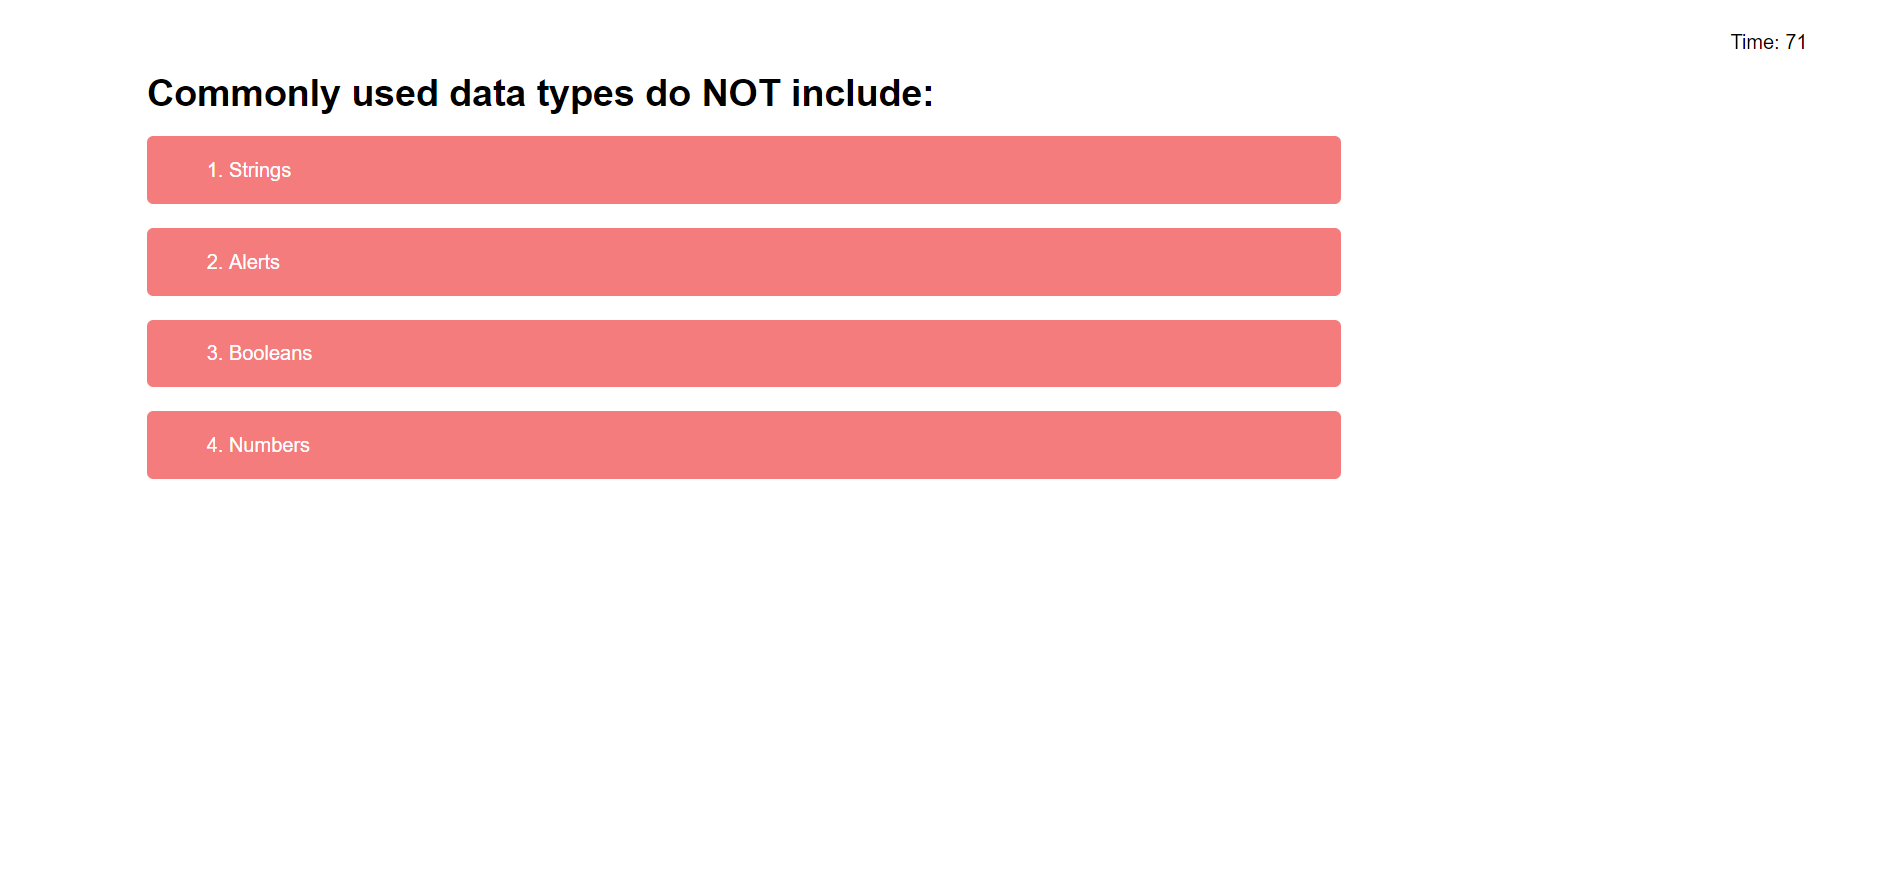 Time: 71
Commonly used data types do NOT include:
1. Strings
2. Alerts
3. Booleans
4. Numbers